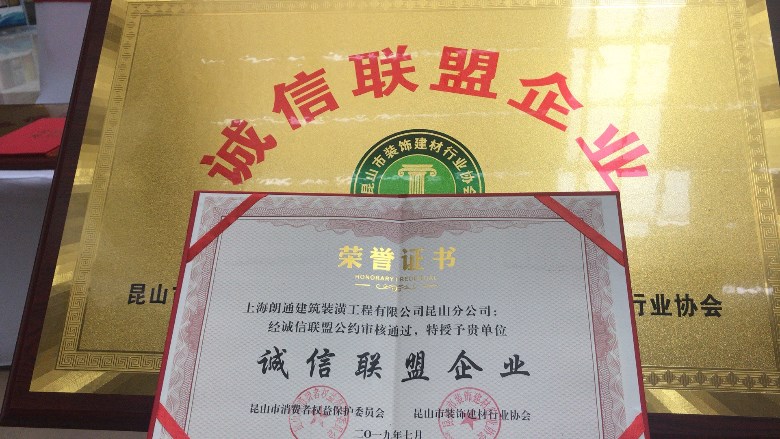 诚信联盟企业
昆山市装饰建材行业协会
昆山市
行业协会
荣誉证书
HONORARY
上海朗通建筑装潢工程有限公司昆山分公司：
经诚信联盟公约审核通过，特授予贵单位
诚信联盟企业
昆山市消费者权益保护委员会 昆山市装饰建材行业协会
二〇一九年七月